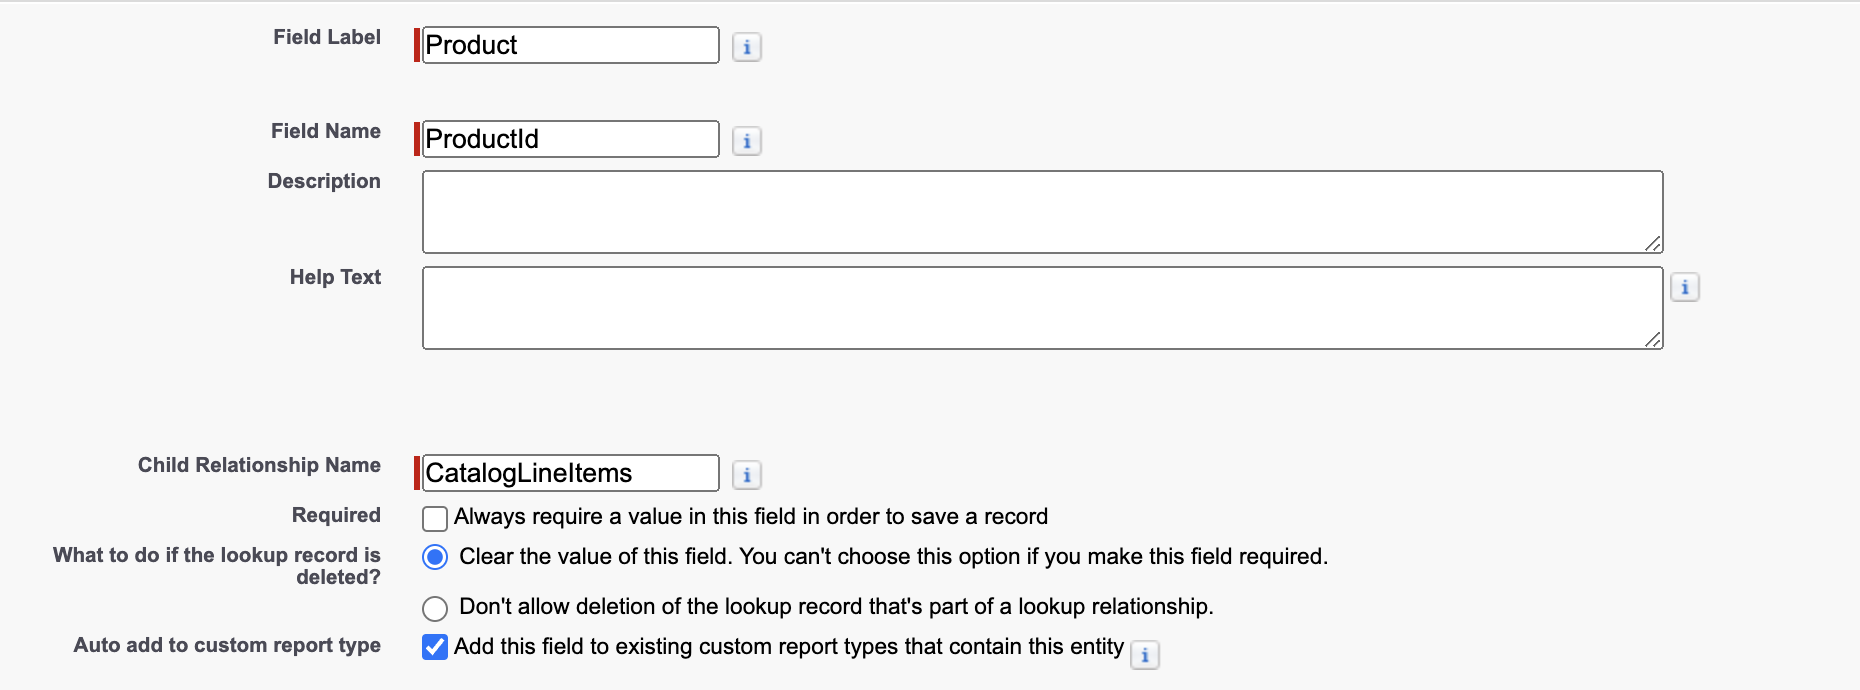 Field Label Product
Field Name ProductId
Description
Help Text
Child Relationship Name CatalogLineItems
Required Always require a value in this field in order to save a record
What to do if the lookup record is Clear the value of this field. You can't choose this option if you make this field required.
deleted?
Don't allow deletion of the lookup record that's part of a lookup relationship.
Auto add to custom report type Add this field to existing custom report types that contain this entity